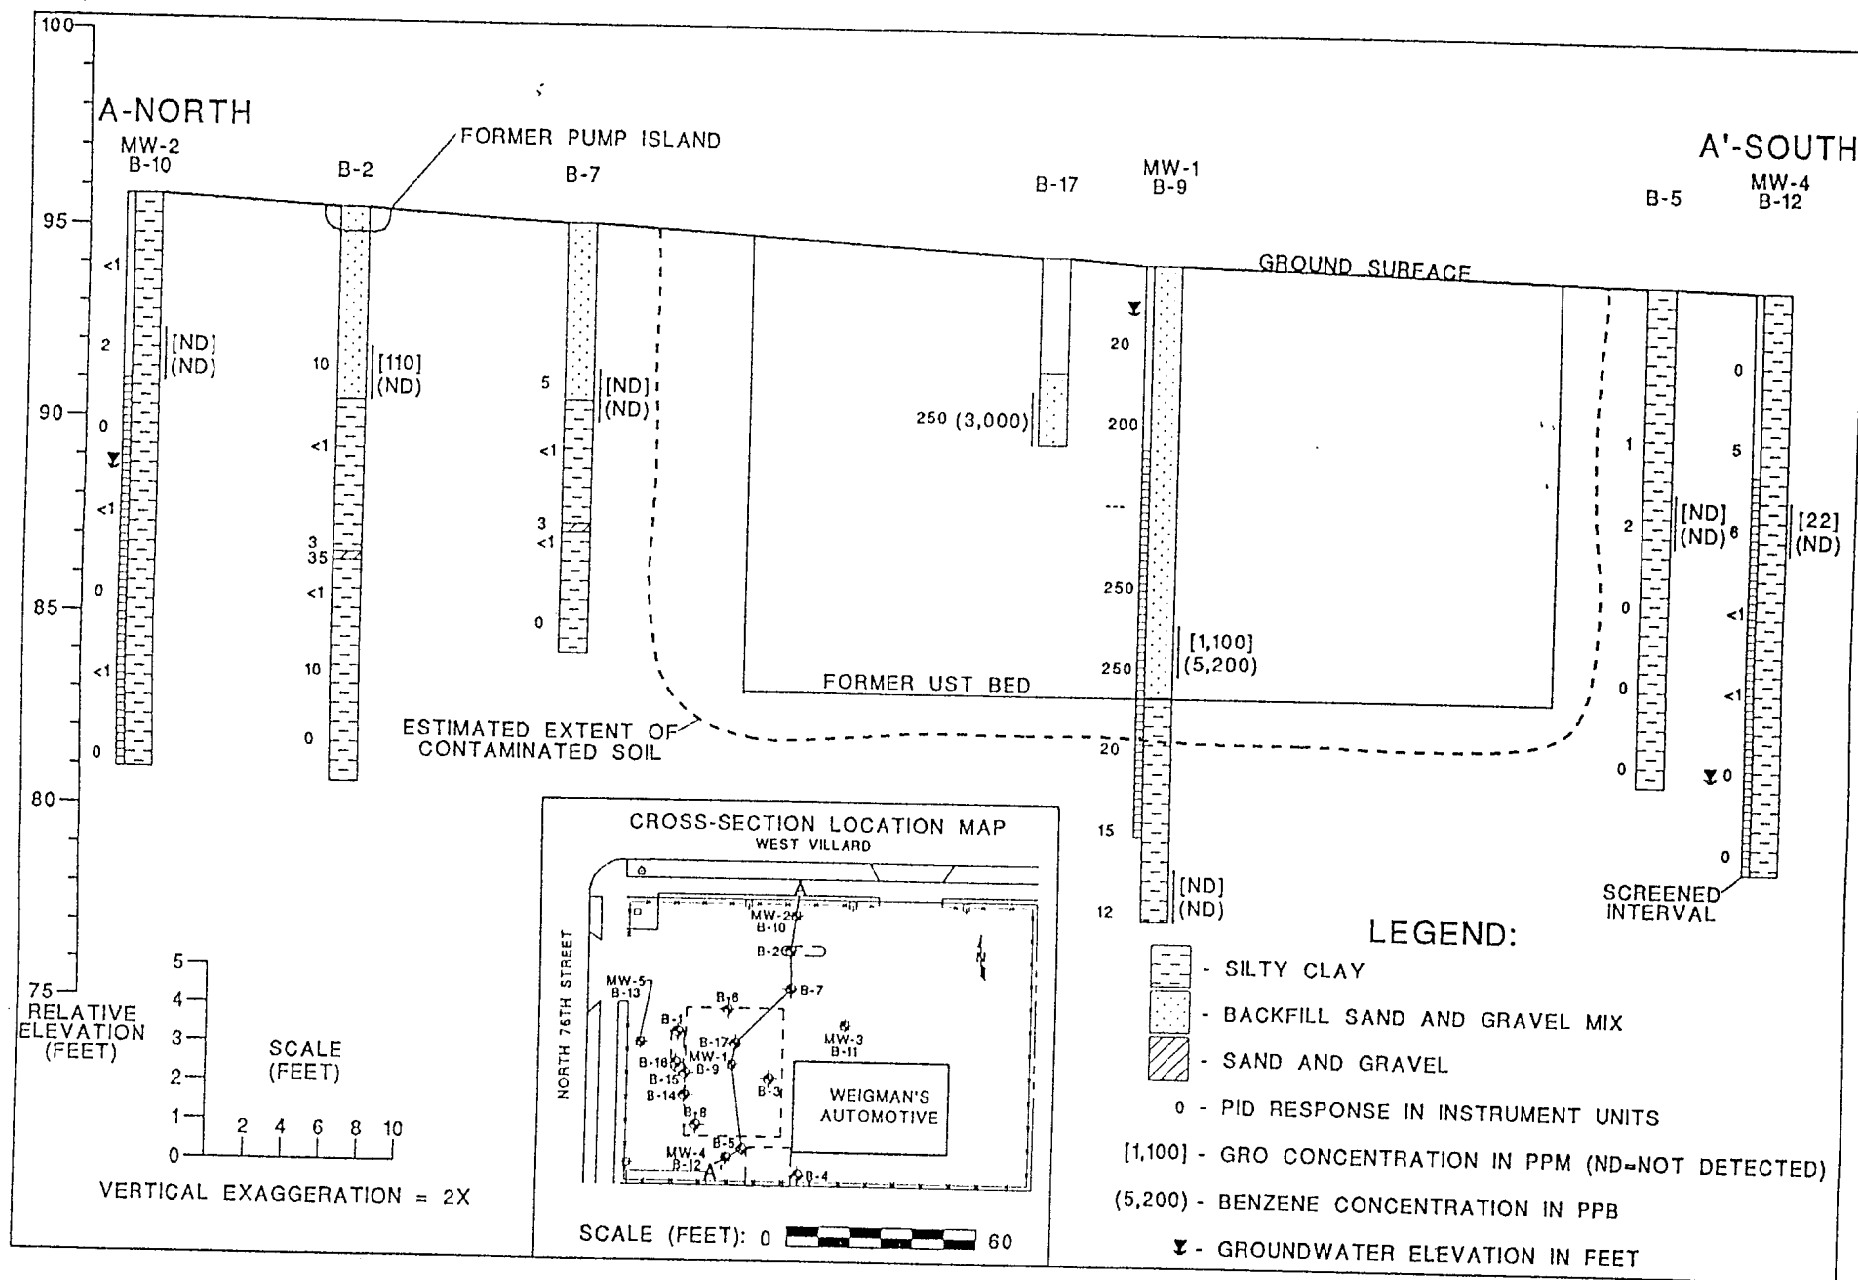 100
A-NORTH
MW-2
B-10
B-2
FORMER PUMP ISLAND
B-7
B-17
MW-1
B-9
A'-SOUTH
B-5
MW-4
B-12
95
90
85
80
75
RELATIVE
ELEVATION
(FEET)
GROUND SURFACE
<1
2
[ND]
(ND)
0
<1
0
<1
0
10
[110]
(ND)
<1
3
35
<1
10
0
5
[ND]
(ND)
<1
3
<1
0
250 (3,000)
20
200
---
250
250
[1,100]
(5,200)
20
15
12
[ND]
(ND)
1
2
[ND]
(ND)
0
0
0
0
5
6
[22]
(ND)
<1
<1
0
0
FORMER UST BED
ESTIMATED EXTENT OF
CONTAMINATED SOIL
SCREENED
INTERVAL
5
4
3
2
1
0
SCALE
(FEET)
2 4 6 8 10
VERTICAL EXAGGERATION = 2X
CROSS-SECTION LOCATION MAP
WEST VILLARD
NORTH 76TH STREET
A
MW-2
B-10
B-2
B-7
MW-5
B-13
B-6
B-1
B-17
MW-1
B-9
B-16
B-15
B-14
B-8
B-3
MW-3
B-11
N
WEIGMAN'S
AUTOMOTIVE
B-5
MW-4
B-12
A'
B-4
SCALE (FEET): 0 60
LEGEND:
- SILTY CLAY
- BACKFILL SAND AND GRAVEL MIX
- SAND AND GRAVEL
0 - PID RESPONSE IN INSTRUMENT UNITS
[1,100] - GRO CONCENTRATION IN PPM (ND=NOT DETECTED)
(5,200) - BENZENE CONCENTRATION IN PPB
- GROUNDWATER ELEVATION IN FEET